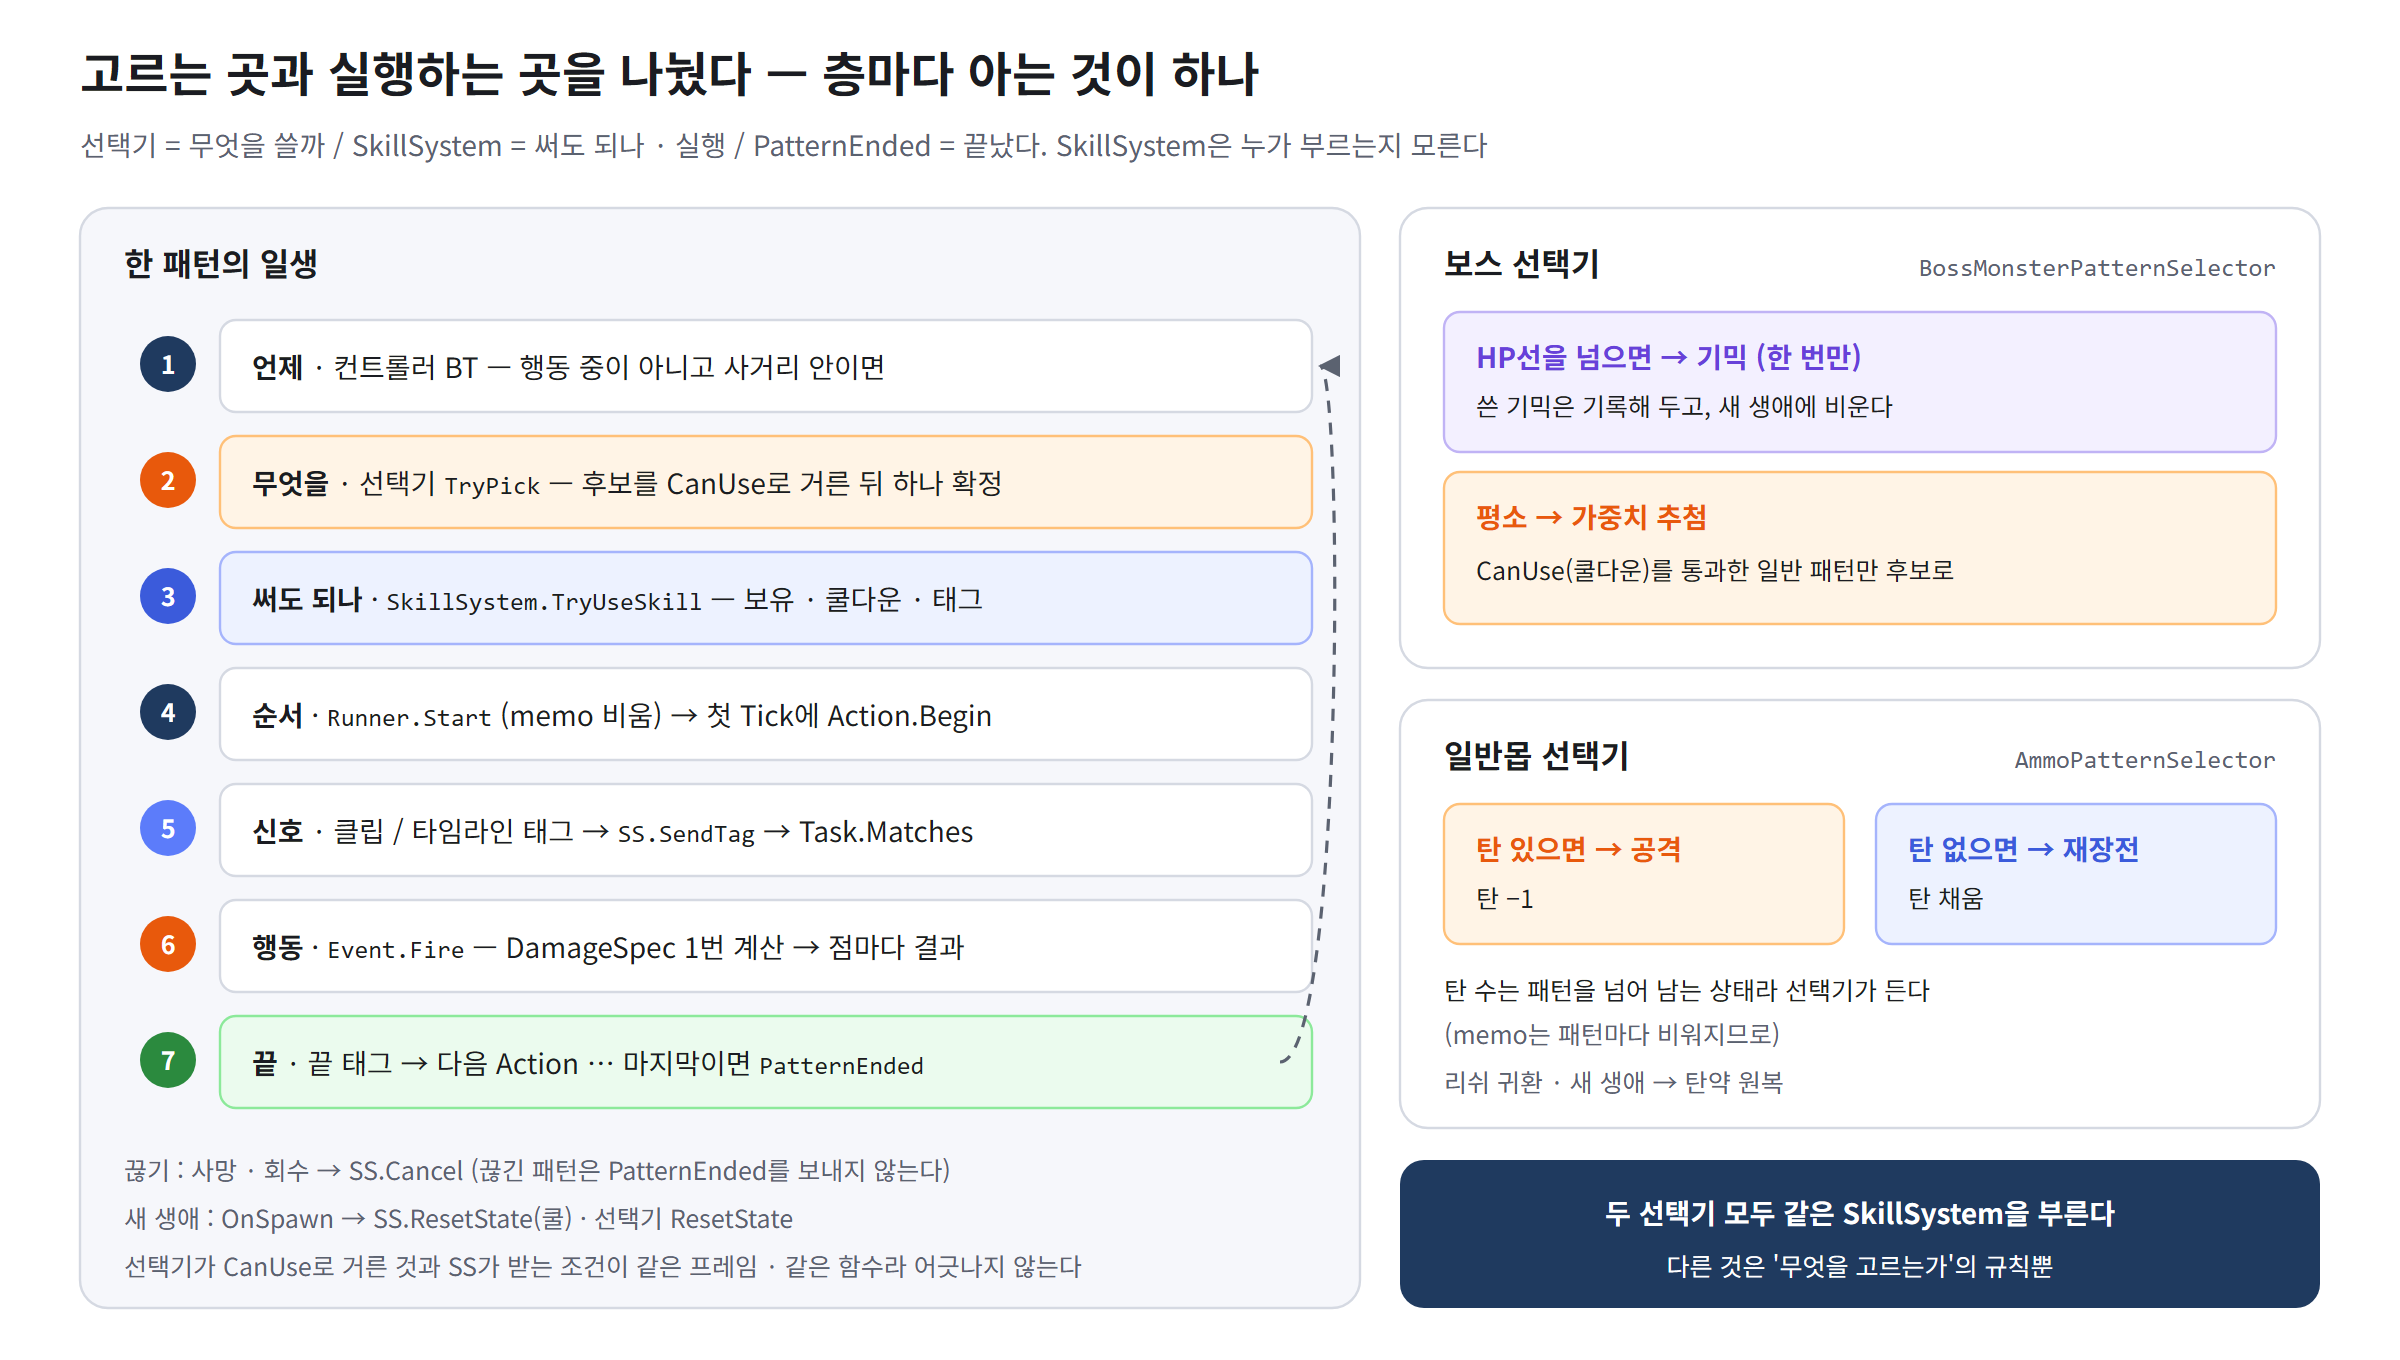 고르는 곳과 실행하는 곳을 나눴다 — 층마다 아는 것이 하나
선택기 = 무엇을 쓸까 / SkillSystem = 써도 되나 · 실행 / PatternEnded = 끝났다. SkillSystem은 누가 부르는지 모른다
한 패턴의 일생
1 언제 · 컨트롤러 BT — 행동 중이 아니고 사거리 안이면
2 무엇을 · 선택기 TryPick — 후보를 CanUse로 거른 뒤 하나 확정
3 써도 되나 · SkillSystem.TryUseSkill — 보유 · 쿨다운 · 태그
4 순서 · Runner.Start (memo 비움) → 첫 Tick에 Action.Begin
5 신호 · 클립 / 타임라인 태그 → SS.SendTag → Task.Matches
6 행동 · Event.Fire — DamageSpec 1번 계산 → 점마다 결과
7 끝 · 끝 태그 → 다음 Action … 마지막이면 PatternEnded
끊기 : 사망 · 회수 → SS.Cancel (끊긴 패턴은 PatternEnded를 보내지 않는다)
새 생애 : OnSpawn → SS.ResetState(쿨) · 선택기 ResetState
선택기가 CanUse로 거른 것과 SS가 받는 조건이 같은 프레임 · 같은 함수라 어긋나지 않는다
보스 선택기 BossMonsterPatternSelector
HP선을 넘으면 → 기믹 (한 번만)
쓴 기믹은 기록해 두고, 새 생애에 비운다
평소 → 가중치 추첨
CanUse(쿨다운)를 통과한 일반 패턴만 후보로
일반몹 선택기 AmmoPatternSelector
탄 있으면 → 공격
탄 −1
탄 없으면 → 재장전
탄 채움
탄 수는 패턴을 넘어 남는 상태라 선택기가 든다
(memo는 패턴마다 비워지므로)
리쉬 귀환 · 새 생애 → 탄약 원복
두 선택기 모두 같은 SkillSystem을 부른다
다른 것은 '무엇을 고르는가'의 규칙뿐